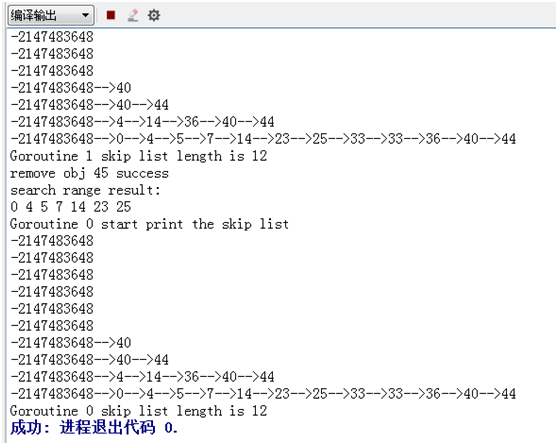 编译输出
-2147483648
-2147483648
-2147483648
-2147483648-->40
-2147483648-->40-->44
-2147483648-->4-->14-->36-->40-->44
-2147483648-->0-->4-->5-->7-->14-->23-->25-->33-->33-->36-->40-->44
Goroutine 1 skip list length is 12
remove obj 45 success
search range result:
0 4 5 7 14 23 25
Goroutine 0 start print the skip list
-2147483648
-2147483648
-2147483648
-2147483648
-2147483648
-2147483648
-2147483648-->40
-2147483648-->40-->44
-2147483648-->4-->14-->36-->40-->44
-2147483648-->0-->4-->5-->7-->14-->23-->25-->33-->33-->36-->40-->44
Goroutine 0 skip list length is 12
成功: 进程退出代码 0.